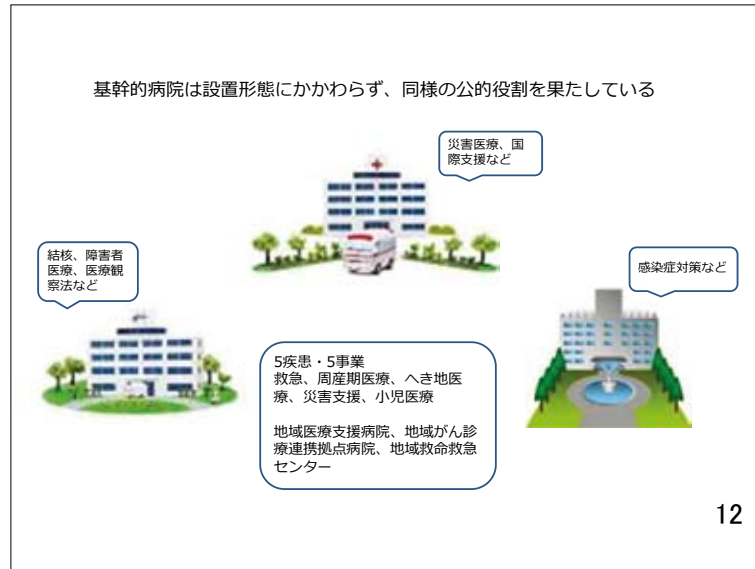 基幹的病院は設置形態にかかわらず、同様の公的役割を果たしている
災害医療、国
際支援など
結核、障害者
医療、医療観
察法など
感染症対策など
5疾患・5事業
救急、周産期医療、へき地医
療、災害支援、小児医療
地域医療支援病院、地域がん診
療連携拠点病院、地域救命救急
センター
12